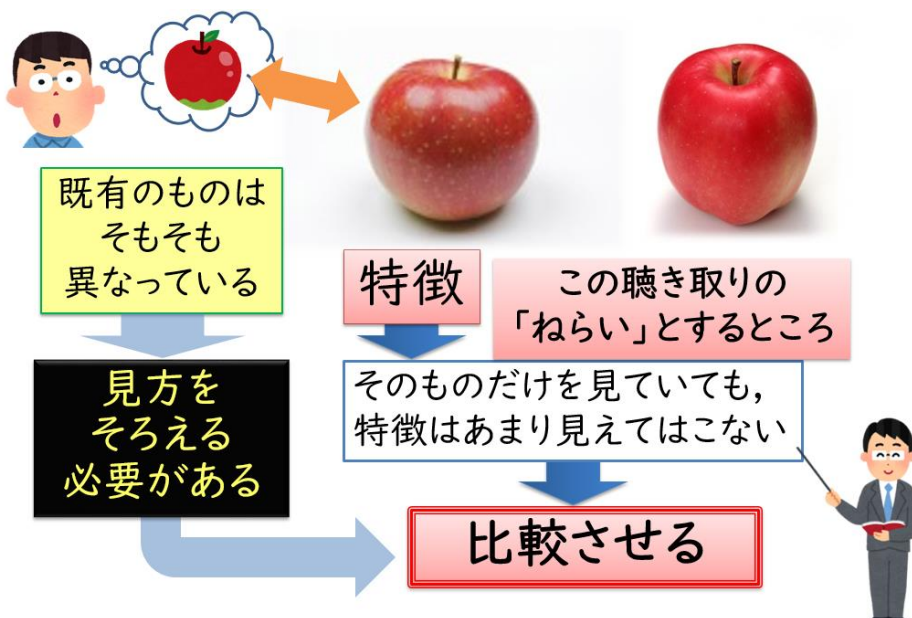 既有のものは
そもそも
異なっている
見方を
そろえる
必要がある
特徴
この聴き取りの
「ねらい」とするところ
そのものだけを見ていても,
特徴はあまり見えてはこない
比較させる